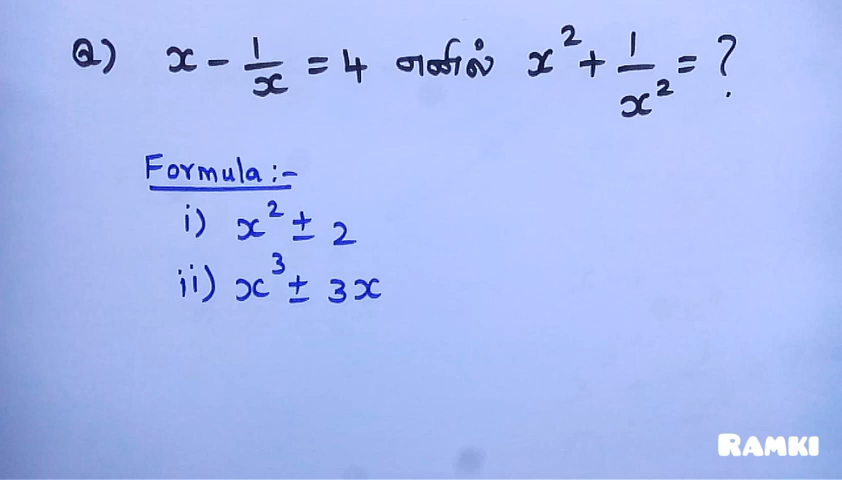 Q) x - 1/x = 4 எனில் x² + 1/x² = ?
Formula :-
i) x² ± 2
ii) x³ ± 3x
RAMKI